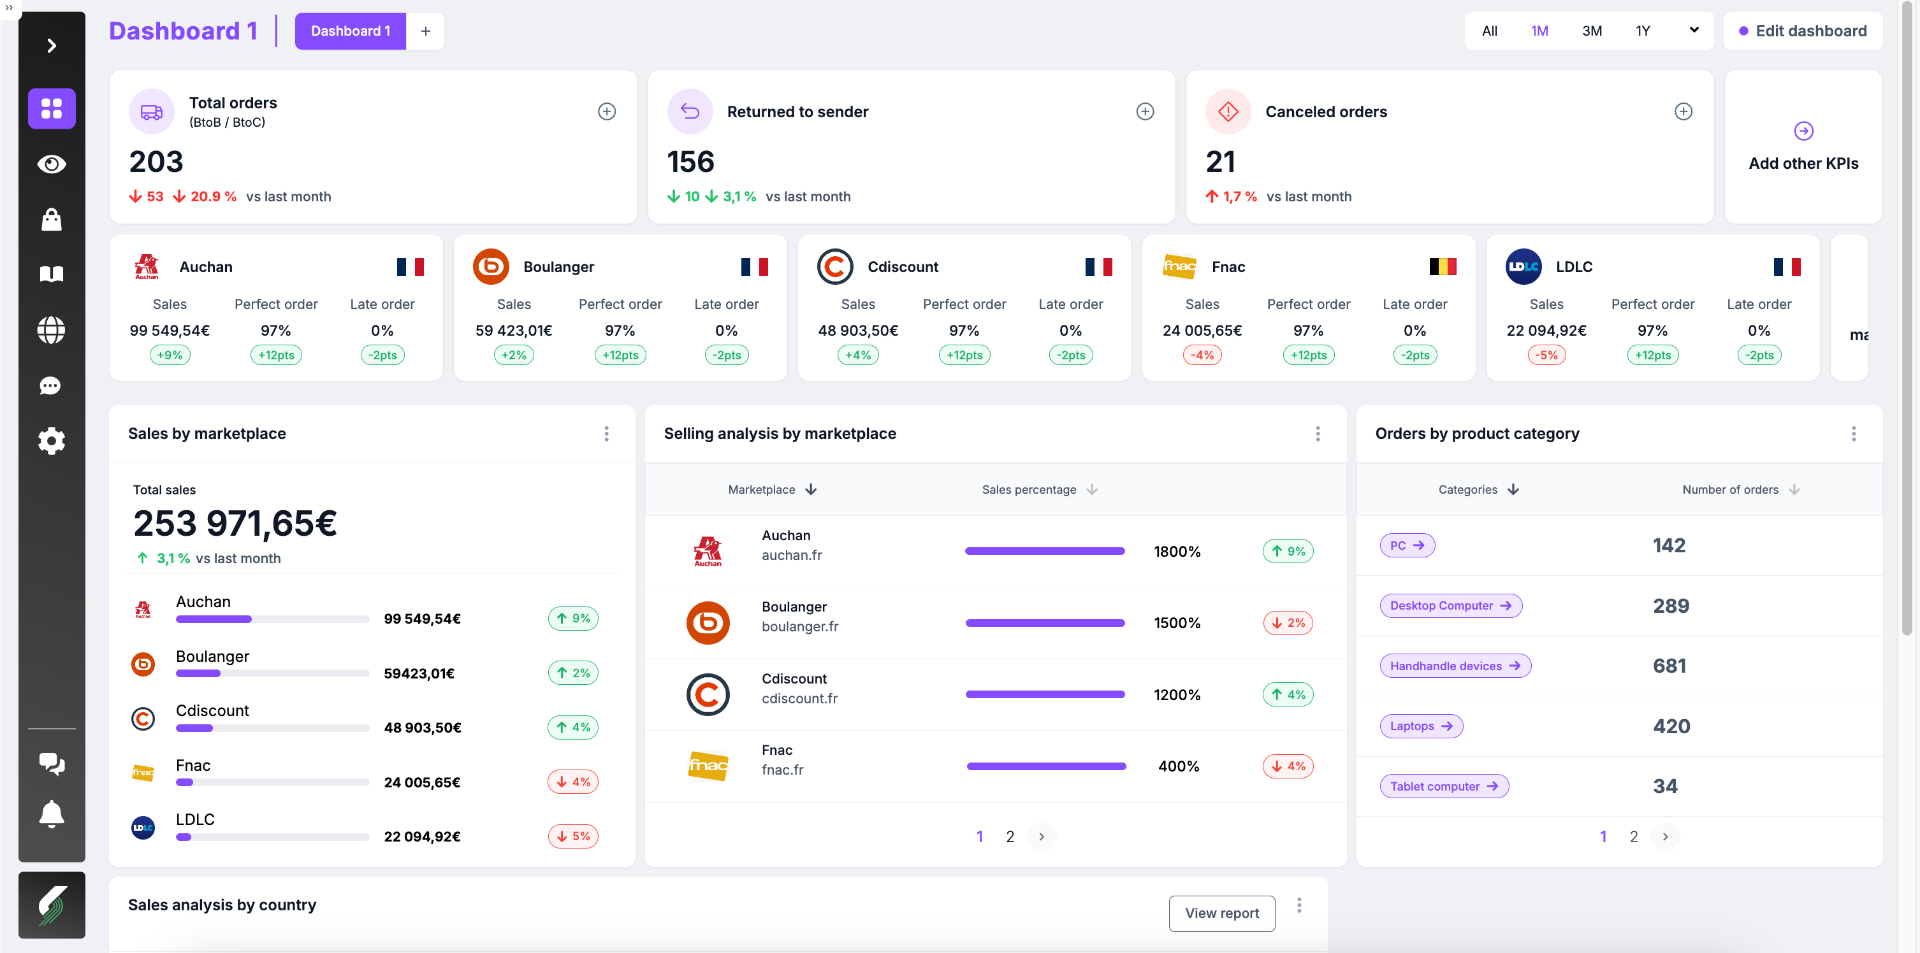 Dashboard 1
Dashboard 1
+
All 1M 3M 1Y
Edit dashboard
Total orders
(BtoB / BtoC)
203
53 20.9 % vs last month
Returned to sender
156
10 3,1 % vs last month
Canceled orders
21
1,7 % vs last month
Add other KPIs
Auchan
Auchan
Sales Perfect order Late order
99 549,54€ 97% 0%
+9% +12pts -2pts
Boulanger
Sales Perfect order Late order
59 423,01€ 97% 0%
+2% +12pts -2pts
Cdiscount
Sales Perfect order Late order
48 903,50€ 97% 0%
+4% +12pts -2pts
fnac
Fnac
Sales Perfect order Late order
24 005,65€ 97% 0%
-4% +12pts -2pts
LDLC
LDLC
Sales Perfect order Late order
22 094,92€ 97% 0%
-5% +12pts -2pts
Sales by marketplace
Total sales
253 971,65€
3,1 % vs last month
Auchan
Auchan
99 549,54€ 9%
Boulanger
59423,01€ 2%
Cdiscount
48 903,50€ 4%
fnac
Fnac
24 005,65€ 4%
LDLC
LDLC
22 094,92€ 5%
Selling analysis by marketplace
Marketplace Sales percentage
Auchan
Auchan
auchan.fr
1800% 9%
Boulanger
boulanger.fr
1500% 2%
Cdiscount
cdiscount.fr
1200% 4%
fnac
Fnac
fnac.fr
400% 4%
1 2
Orders by product category
Categories Number of orders
PC 142
Desktop Computer 289
Handhandle devices 681
Laptops 420
Tablet computer 34
1 2
Sales analysis by country
View report